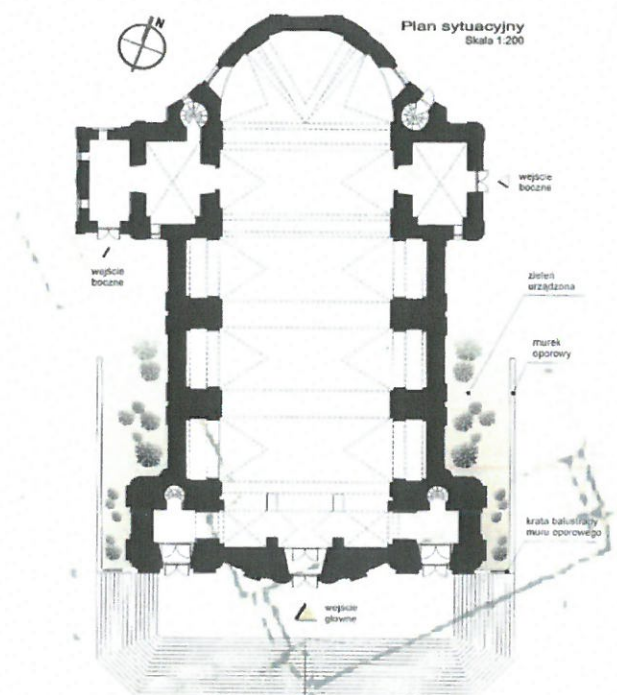 N
Plan sytuacyjny
Skala 1:200
wejście
boczne
wejście
boczne
zieleń
urządzona
murek
oporowy
krata balustrady
muru oporowego
wejście
główne